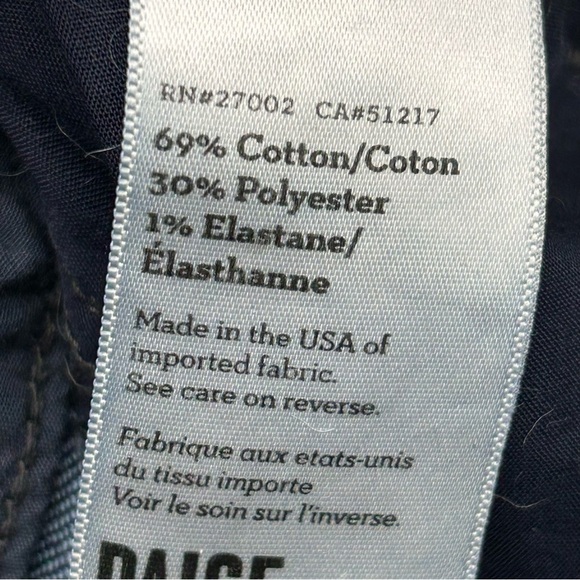 RN#27002 CA#51217
69% Cotton/Coton
30% Polyester
1% Elastane/
Élasthanne
Made in the USA of
imported fabric.
See care on reverse.
Fabrique aux etats-unis
du tissu importe
Voir le soin sur l'inverse.
PAIGE